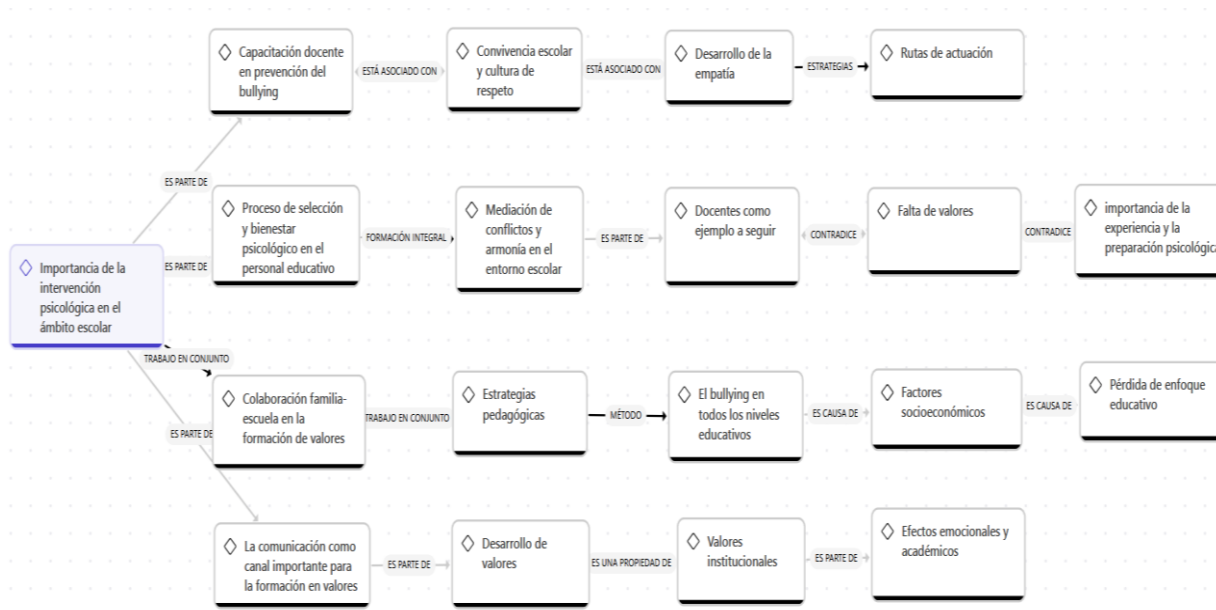 Capacitación docente
en prevención del
bullying
ESTÁ ASOCIADO CON
Convivencia escolar
y cultura de
respeto
ESTÁ ASOCIADO CON
Desarrollo de la
empatía
ESTRATEGIAS
Rutas de actuación
ES PARTE DE
Proceso de selección
y bienestar
psicológico en el
personal educativo
FORMACIÓN INTEGRAL
Mediación de
conflictos y
armonía en el
entorno escolar
ES PARTE DE
Docentes como
ejemplo a seguir
CONTRADICE
Falta de valores
CONTRADICE
importancia de la
experiencia y la
preparación psicológica
ES PARTE DE
Importancia de la
intervención
psicológica en el
ámbito escolar
TRABAJO EN CONJUNTO
Colaboración familia-
escuela en la
formación de valores
TRABAJO EN CONJUNTO
Estrategias
pedagógicas
MÉTODO
El bullying en
todos los niveles
educativos
ES CAUSA DE
Factores
socioeconómicos
ES CAUSA DE
Pérdida de enfoque
educativo
ES PARTE DE
La comunicación como
canal importante para
la formación en valores
ES PARTE DE
Desarrollo de
valores
ES UNA PROPIEDAD DE
Valores
institucionales
ES PARTE DE
Efectos emocionales y
académicos